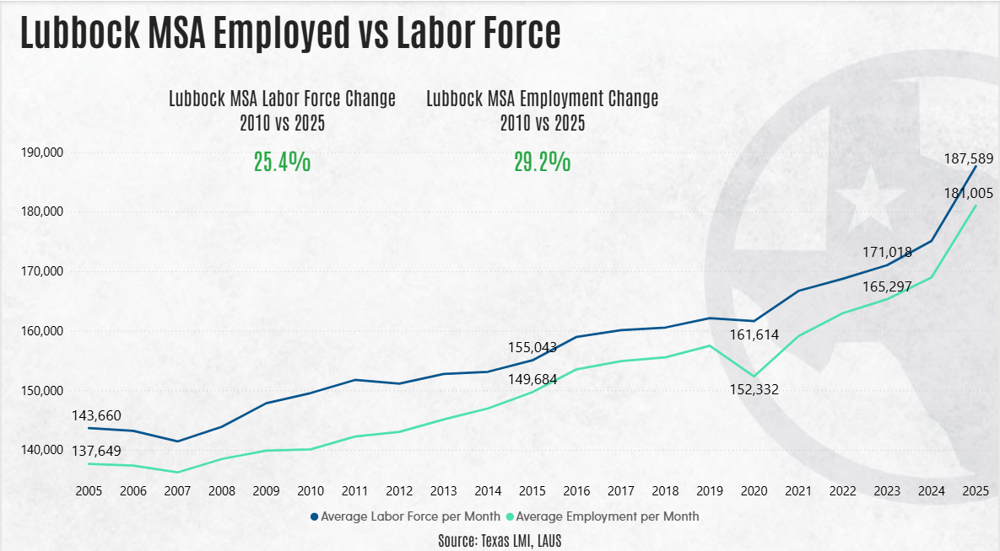 Lubbock MSA Employed vs Labor Force
Lubbock MSA Labor Force Change
2010 vs 2025
25.4%
Lubbock MSA Employment Change
2010 vs 2025
29.2%
190,000
180,000
170,000
160,000
150,000
140,000
143,660
137,649
155,043
149,684
161,614
152,332
171,018
165,297
187,589
181,005
2005 2006 2007 2008 2009 2010 2011 2012 2013 2014 2015 2016 2017 2018 2019 2020 2021 2022 2023 2024 2025
Average Labor Force per Month Average Employment per Month
Source: Texas LMI, LAUS